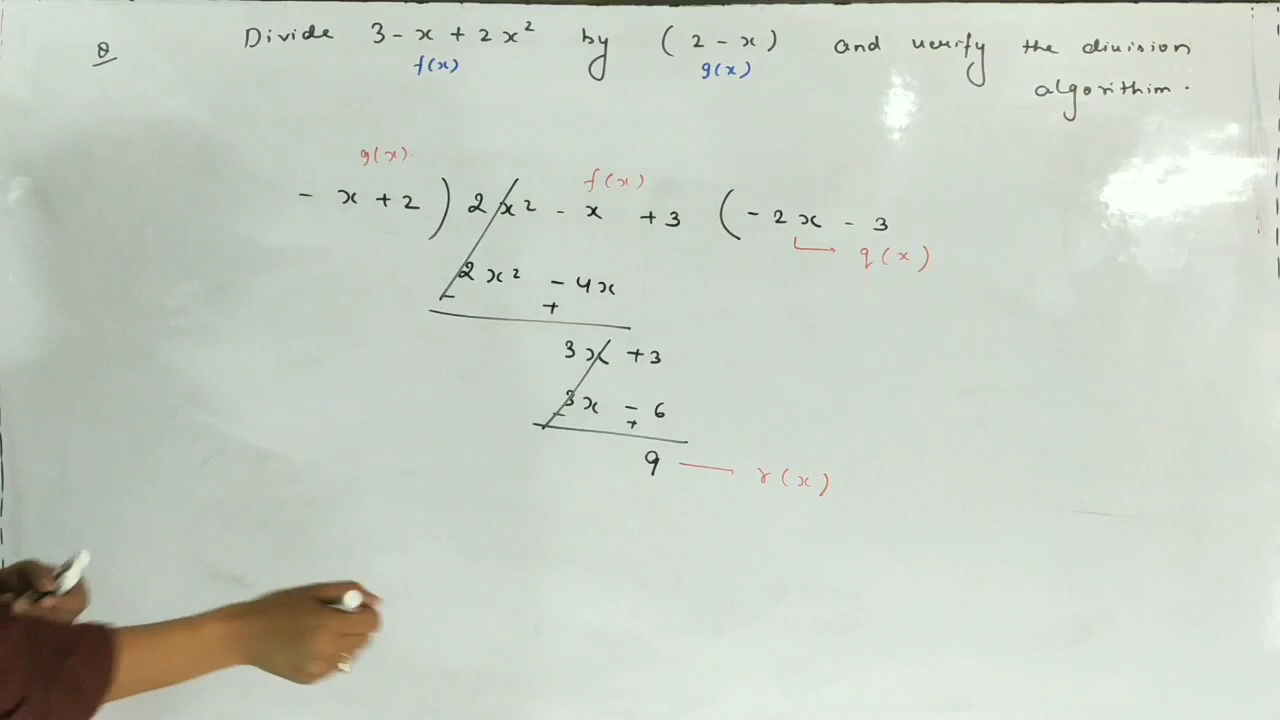 Q Divide 3 - x + 2x² by (2 - x) and verify the division
f(x) g(x)
algorithim.
g(x).
f(x)
- x + 2 ) 2x² - x + 3 ( - 2x - 3
q(x)
2x² - 4x
- +
3x + 3
3x - 6
- +
9 r(x)